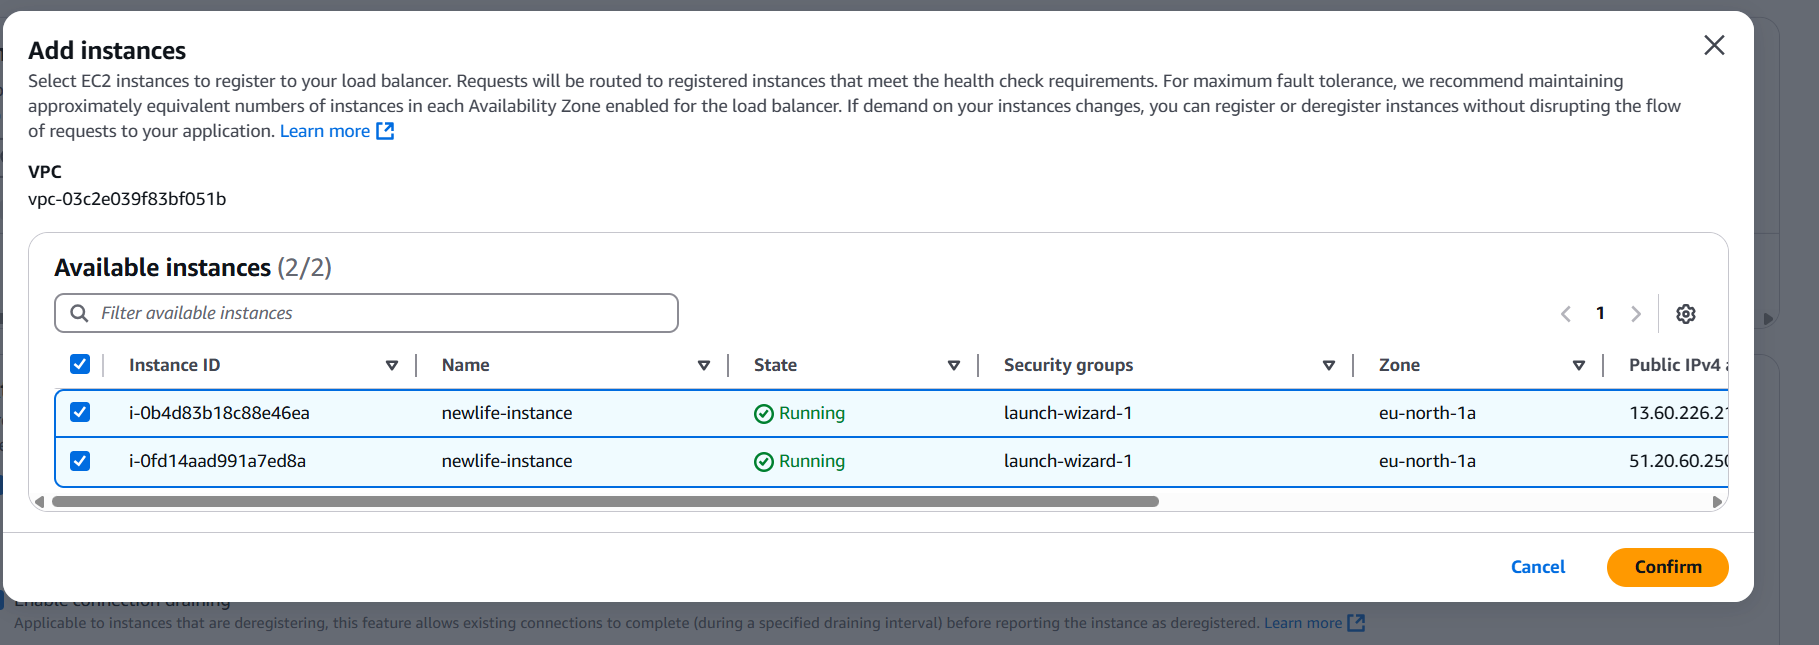 Add instances
Select EC2 instances to register to your load balancer. Requests will be routed to registered instances that meet the health check requirements. For maximum fault tolerance, we recommend maintaining
approximately equivalent numbers of instances in each Availability Zone enabled for the load balancer. If demand on your instances changes, you can register or deregister instances without disrupting the flow
of requests to your application. Learn more
VPC
vpc-03c2e039f83bf051b
Available instances (2/2)
Filter available instances
1
Instance ID Name State Security groups Zone Public IPv4
i-0b4d83b18c88e46ea newlife-instance Running launch-wizard-1 eu-north-1a 13.60.226.21
i-0fd14aad991a7ed8a newlife-instance Running launch-wizard-1 eu-north-1a 51.20.60.250
Cancel Confirm
Enable connection draining
Applicable to instances that are deregistering, this feature allows existing connections to complete (during a specified draining interval) before reporting the instance as deregistered. Learn more